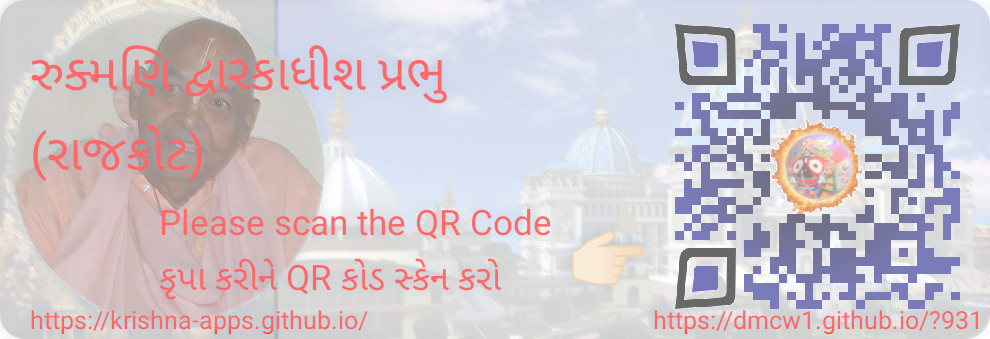 રુક્મણિ દ્વારકાધીશ પ્રભુ
(રાજકોટ)
Please scan the QR Code
કૃપા કરીને QR કોડ સ્કેન કરો
https://krishna-apps.github.io/
https://dmcw1.github.io/?931